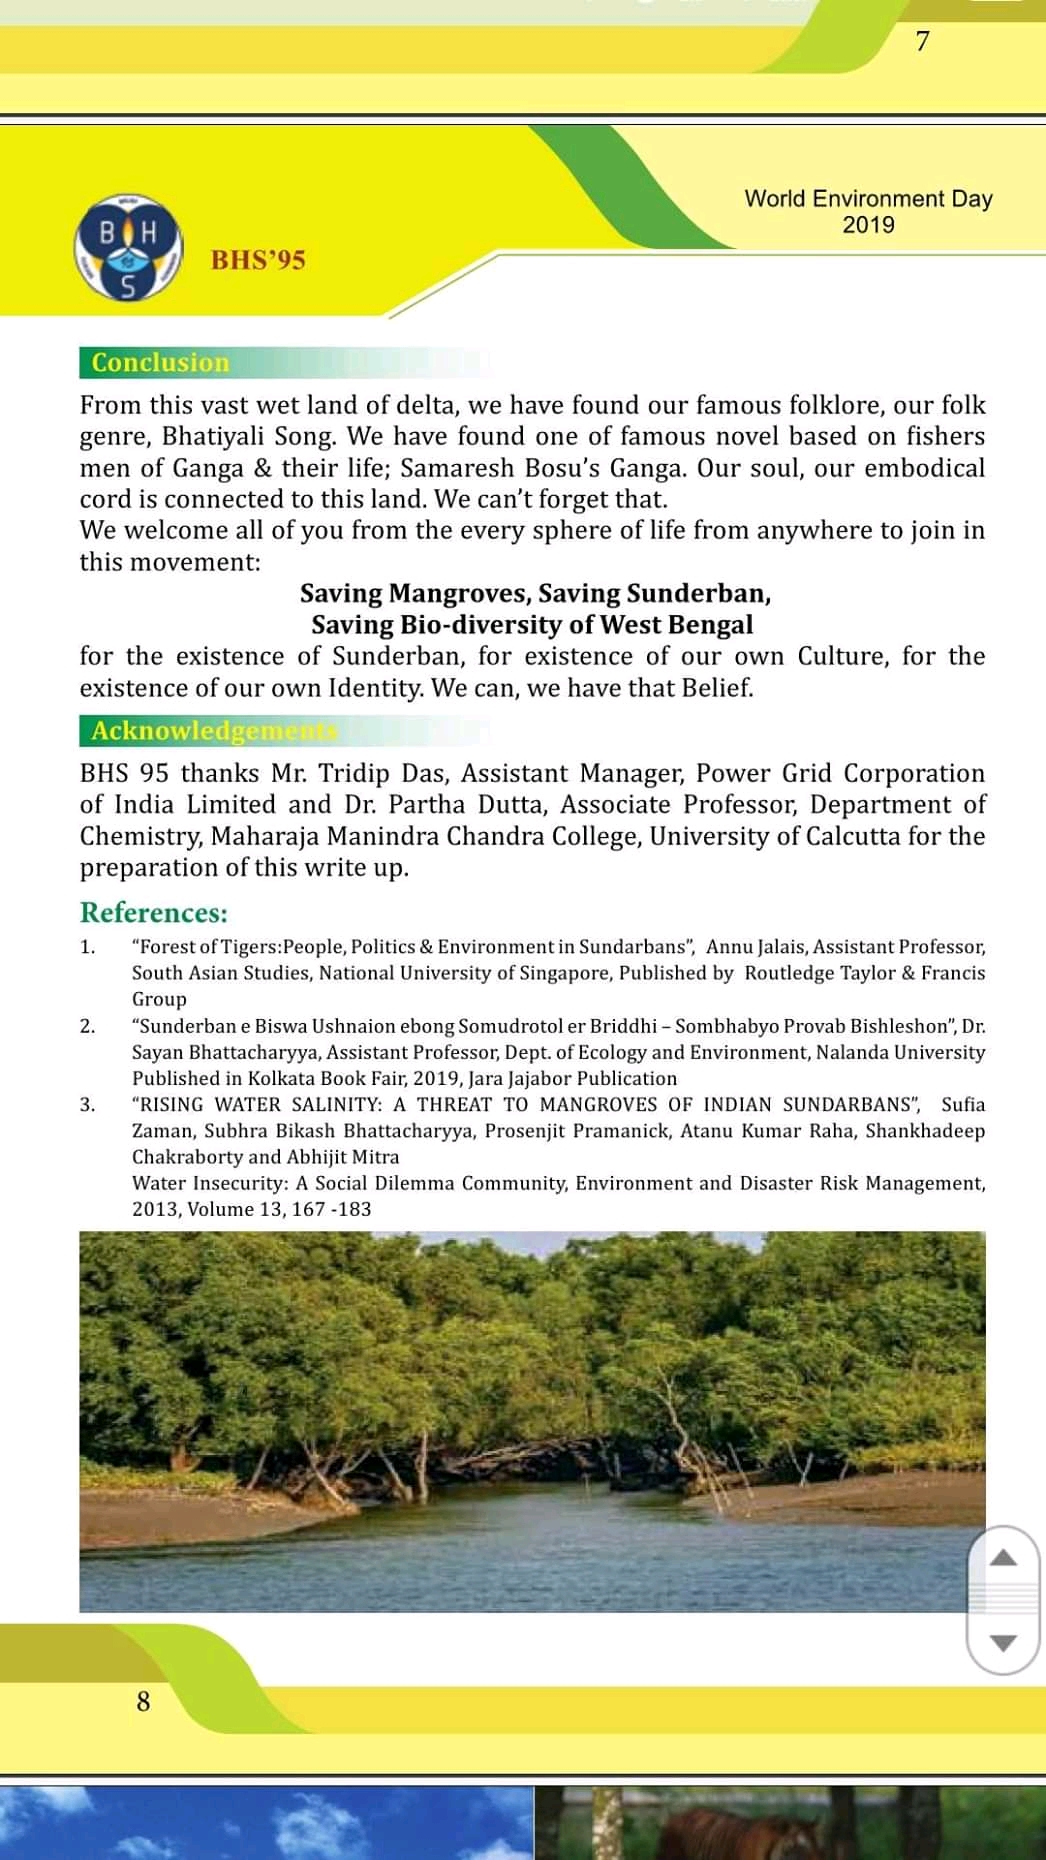 7
World Environment Day
2019
B H
S
BHS’95
Conclusion
From this vast wet land of delta, we have found our famous folklore, our folk
genre, Bhatiyali Song. We have found one of famous novel based on fishers
men of Ganga & their life; Samaresh Bosu’s Ganga. Our soul, our embodical
cord is connected to this land. We can’t forget that.
We welcome all of you from the every sphere of life from anywhere to join in
this movement:
Saving Mangroves, Saving Sunderban,
Saving Bio-diversity of West Bengal
for the existence of Sunderban, for existence of our own Culture, for the
existence of our own Identity. We can, we have that Belief.
Acknowledgements
BHS 95 thanks Mr. Tridip Das, Assistant Manager, Power Grid Corporation
of India Limited and Dr. Partha Dutta, Associate Professor, Department of
Chemistry, Maharaja Manindra Chandra College, University of Calcutta for the
preparation of this write up.
References:
1. “Forest of Tigers:People, Politics & Environment in Sundarbans”, Annu Jalais, Assistant Professor,
South Asian Studies, National University of Singapore, Published by Routledge Taylor & Francis
Group
2. “Sunderban e Biswa Ushnaion ebong Somudrotol er Briddhi – Sombhabyo Provab Bishleshon”, Dr.
Sayan Bhattacharyya, Assistant Professor, Dept. of Ecology and Environment, Nalanda University
Published in Kolkata Book Fair, 2019, Jara Jajabor Publication
3. “RISING WATER SALINITY: A THREAT TO MANGROVES OF INDIAN SUNDARBANS”, Sufia
Zaman, Subhra Bikash Bhattacharyya, Prosenjit Pramanick, Atanu Kumar Raha, Shankhadeep
Chakraborty and Abhijit Mitra
Water Insecurity: A Social Dilemma Community, Environment and Disaster Risk Management,
2013, Volume 13, 167 -183
8